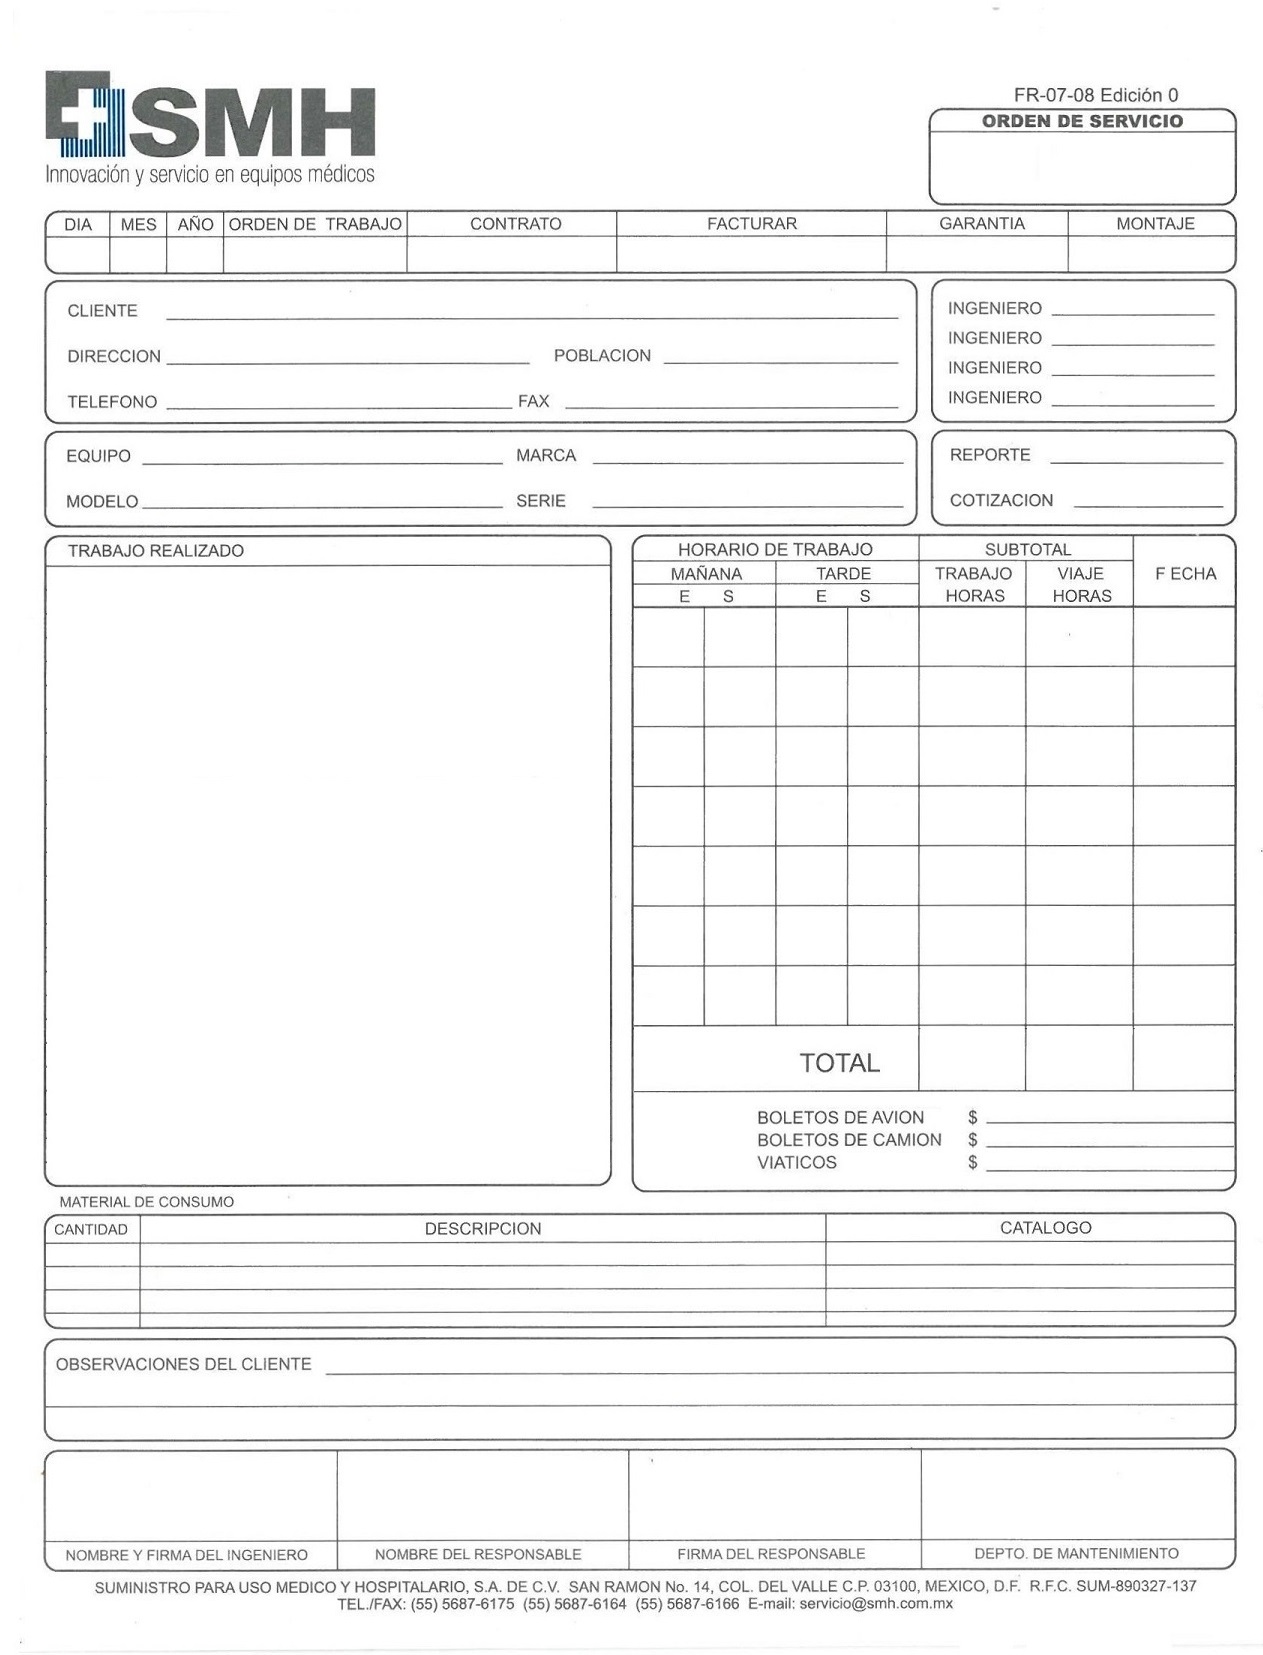 SMH
Innovación y servicio en equipos médicos
FR-07-08 Edición 0
ORDEN DE SERVICIO
DIA MES AÑO ORDEN DE TRABAJO CONTRATO FACTURAR GARANTIA MONTAJE
CLIENTE
DIRECCION POBLACION
TELEFONO FAX
INGENIERO
INGENIERO
INGENIERO
INGENIERO
EQUIPO MARCA
MODELO SERIE
REPORTE
COTIZACION
TRABAJO REALIZADO
HORARIO DE TRABAJO SUBTOTAL
MAÑANA TARDE TRABAJO VIAJE F ECHA
E S E S HORAS HORAS
TOTAL
BOLETOS DE AVION $
BOLETOS DE CAMION $
VIATICOS $
MATERIAL DE CONSUMO
CANTIDAD DESCRIPCION CATALOGO
OBSERVACIONES DEL CLIENTE
NOMBRE Y FIRMA DEL INGENIERO NOMBRE DEL RESPONSABLE FIRMA DEL RESPONSABLE DEPTO. DE MANTENIMIENTO
SUMINISTRO PARA USO MEDICO Y HOSPITALARIO, S.A. DE C.V. SAN RAMON No. 14, COL. DEL VALLE C.P. 03100, MEXICO, D.F. R.F.C. SUM-890327-137
TEL./FAX: (55) 5687-6175 (55) 5687-6164 (55) 5687-6166 E-mail: servicio@smh.com.mx